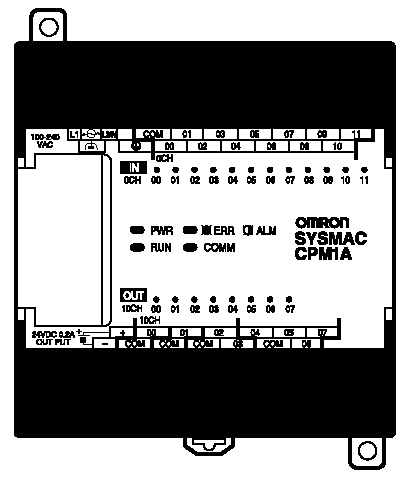 100-240 L1 L2/N COM 01 03 05 07 09 11
VAC 00 02 04 06 08 10
0CH
IN
0CH 00 01 02 03 04 05 06 07 08 09 10 11
PWR ERR ALM
RUN COMM
OMRON
SYSMAC
CPM1A
OUT
10CH 00 01 02 03 04 05 06 07
10CH
24VDC 0.2A + 00 01 02 04 05 07
OUT PUT - COM COM COM 03 COM 06